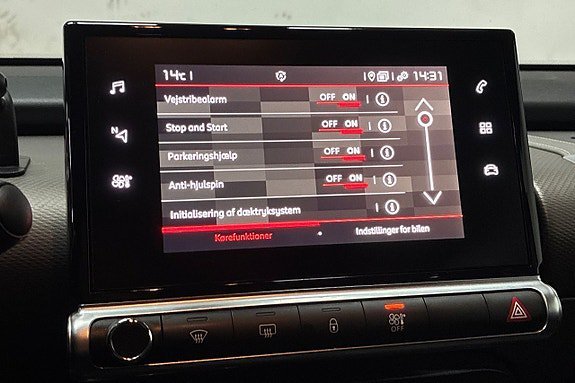 14°C
14:31
Vejstribealarm OFF ON
Stop and Start OFF ON
Parkeringshjælp OFF ON
Anti-hjulspin OFF ON
Initialisering af dæktryksystem
Kørefunktioner
Indstillinger for bilen
N
OFF